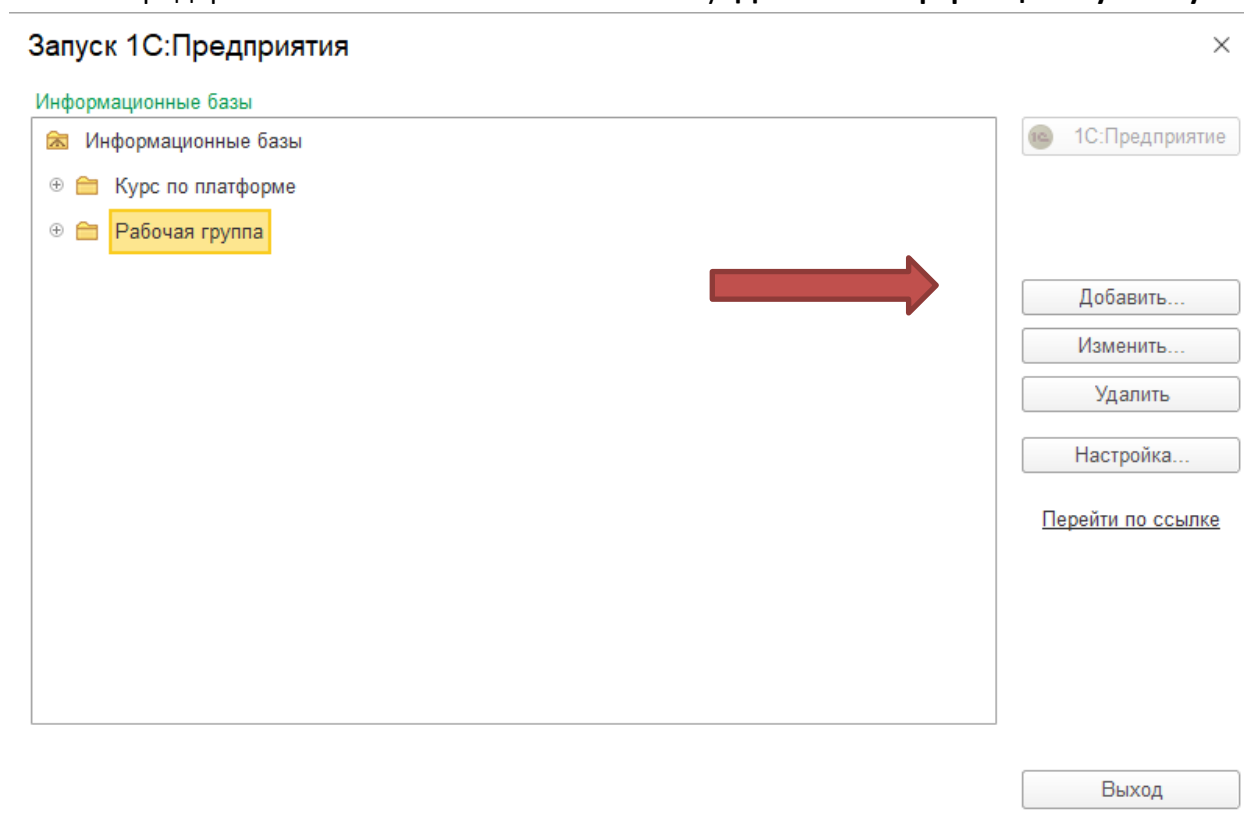 Запуск 1С:Предприятия
Информационные базы
Информационные базы
Курс по платформе
Рабочая группа
1С:Предприятие
Добавить...
Изменить...
Удалить
Настройка...
Перейти по ссылке
Выход